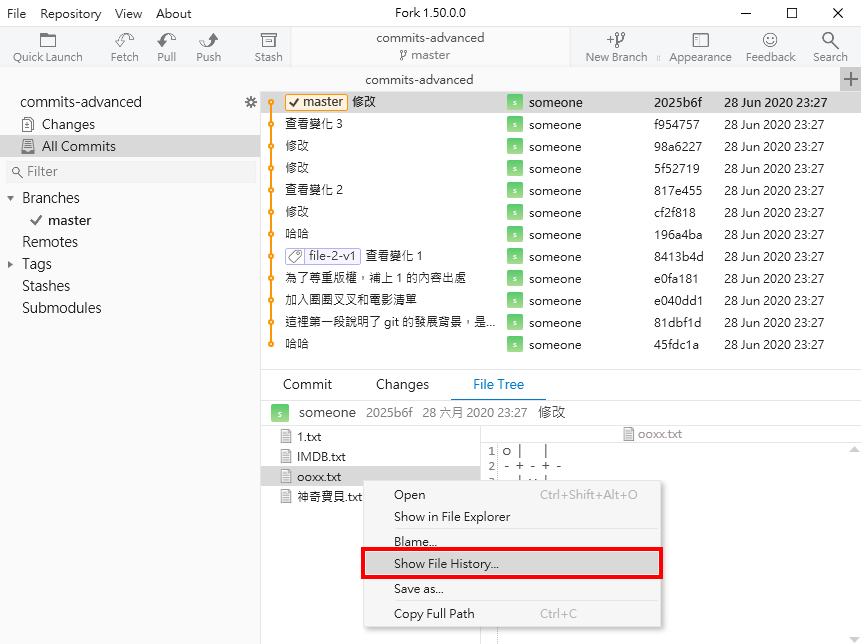 File Repository View About Fork 1.50.0.0
Quick Launch Fetch Pull Push Stash commits-advanced master New Branch Appearance Feedback Search
commits-advanced
commits-advanced
Changes
All Commits
Filter
Branches
master
Remotes
Tags
Stashes
Submodules
master 修改 s someone 2025b6f 28 Jun 2020 23:27
查看變化 3 s someone f954757 28 Jun 2020 23:27
修改 s someone 98a6227 28 Jun 2020 23:27
修改 s someone 5f52719 28 Jun 2020 23:27
查看變化 2 s someone 817e455 28 Jun 2020 23:27
修改 s someone cf2f818 28 Jun 2020 23:27
哈哈 s someone 196a4ba 28 Jun 2020 23:27
file-2-v1 查看變化 1 s someone 8413b4d 28 Jun 2020 23:27
為了尊重版權，補上 1 的內容出處 s someone e0fa181 28 Jun 2020 23:27
加入圈圈叉叉和電影清單 s someone e040dd1 28 Jun 2020 23:27
這裡第一段說明了 git 的發展背景，是... s someone 81dbf1d 28 Jun 2020 23:27
哈哈 s someone 45fdc1a 28 Jun 2020 23:27
Commit Changes File Tree
s someone 2025b6f 28 六月 2020 23:27 修改
1.txt
IMDB.txt
ooxx.txt
神奇寶貝.txt
ooxx.txt
1 o | |
2 - + - + -
Open Ctrl+Shift+Alt+O
Show in File Explorer
Blame...
Show File History...
Save as...
Copy Full Path Ctrl+C